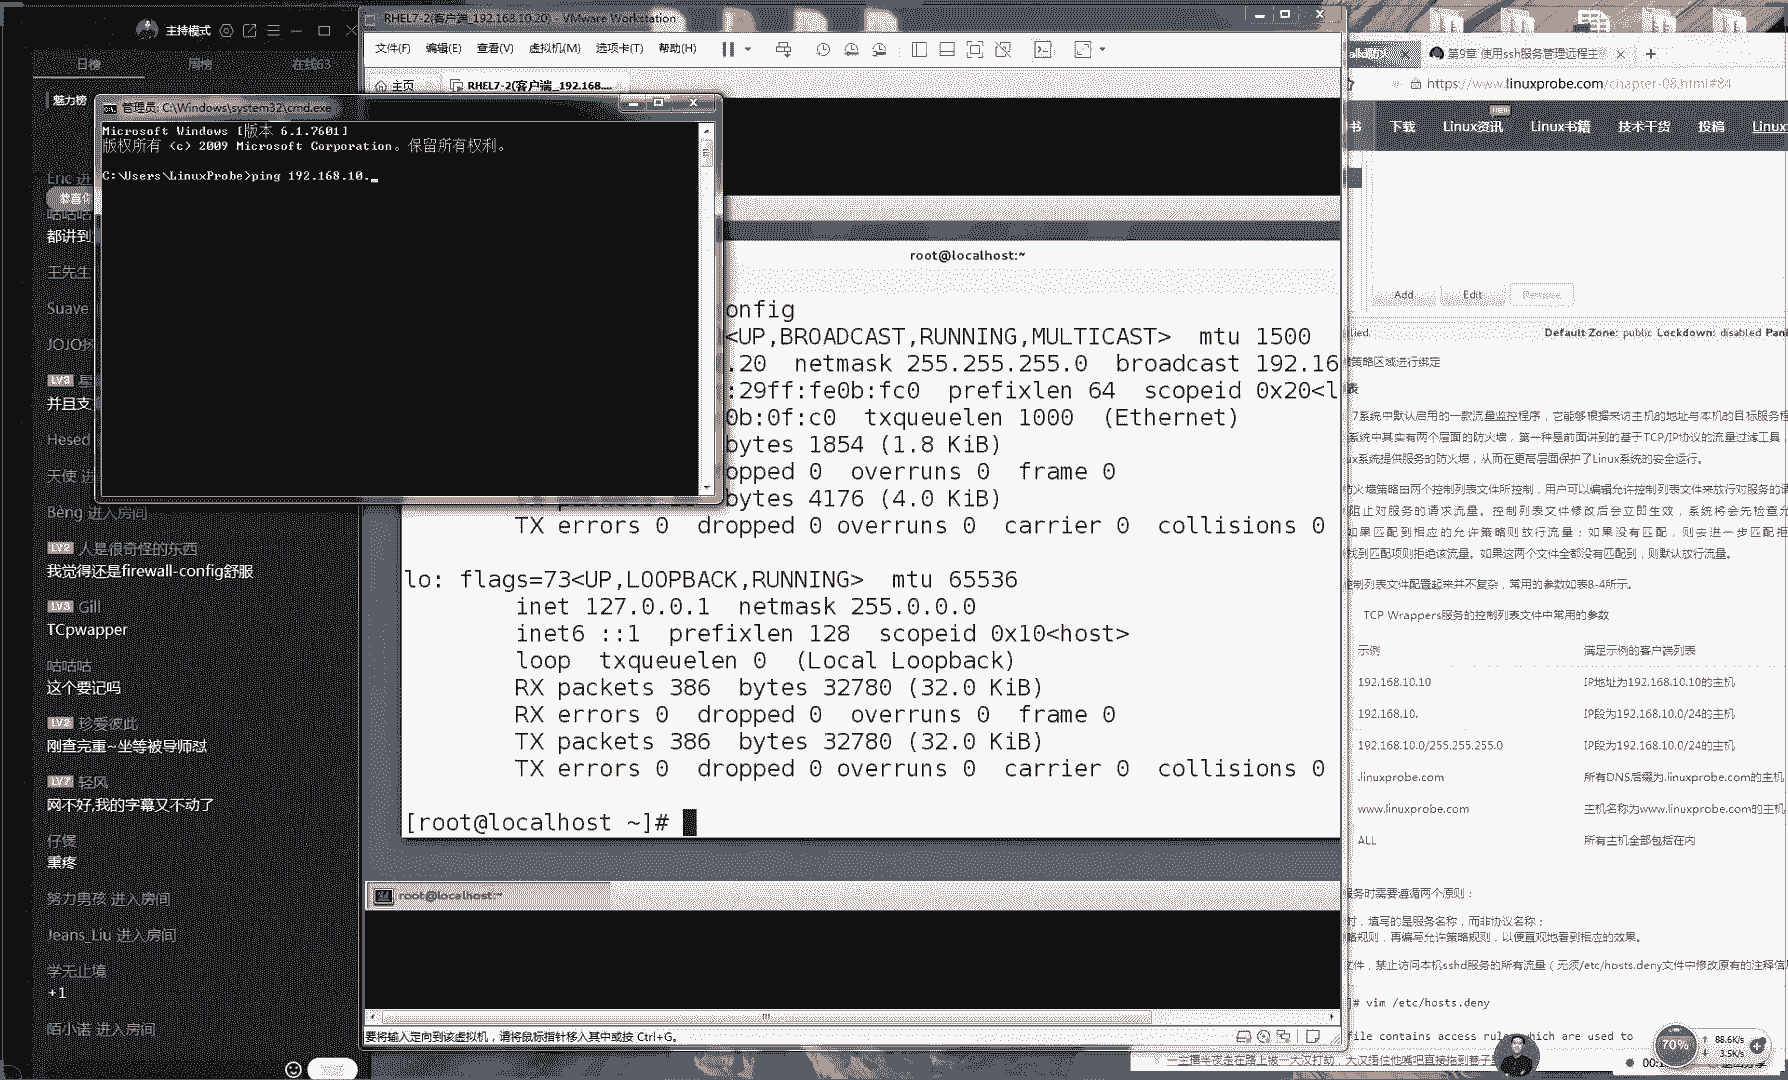 主持模式
日榜 周榜 在线63
魅力榜
Eric 进
恭喜你
咕咕咕
都讲到
王先生
Suave
JOJO
LV3 星
并且支
Hesed
天使 进
Beng 进入房间
LV2 人是很奇怪的东西
我觉得还是firewall-config舒服
LV3 Gill
TCpwapper
咕咕咕
这个要记吗
LV2 珍爱彼此
刚查完重~坐等被导师怼
LV7 轻风
网不好,我的字幕又不动了
仔煲
熏疼
努力男孩 进入房间
Jeans_Liu 进入房间
学无止境
+1
陌小诺 进入房间
RHEL7-2(客户端_192.168.10.20) - VMware Workstation
文件(F) 编辑(E) 查看(V) 虚拟机(M) 选项卡(T) 帮助(H)
主页 RHEL7-2(客户端_192.168....
管理员: C:\Windows\system32\cmd.exe
Microsoft Windows [版本 6.1.7601]
版权所有 (c) 2009 Microsoft Corporation。保留所有权利。
C:\Users\LinuxProbe>ping 192.168.10._
root@localhost:~
onfig
<UP,BROADCAST,RUNNING,MULTICAST>  mtu 1500
.20  netmask 255.255.255.0  broadcast 192.16
:29ff:fe0b:fc0  prefixlen 64  scopeid 0x20<l
0b:0f:c0  txqueuelen 1000  (Ethernet)
bytes 1854 (1.8 KiB)
opped 0  overruns 0  frame 0
bytes 4176 (4.0 KiB)
TX errors 0  dropped 0 overruns 0  carrier 0  collisions 0
lo: flags=73<UP,LOOPBACK,RUNNING>  mtu 65536
inet 127.0.0.1  netmask 255.0.0.0
inet6 ::1  prefixlen 128  scopeid 0x10<host>
loop  txqueuelen 0  (Local Loopback)
RX packets 386  bytes 32780 (32.0 KiB)
RX errors 0  dropped 0  overruns 0  frame 0
TX packets 386  bytes 32780 (32.0 KiB)
TX errors 0  dropped 0 overruns 0  carrier 0  collisions 0
[root@localhost ~]#
root@localhost:~
要将输入定向到该虚拟机，请将鼠标指针移入其中或按 Ctrl+G。
第9章 使用ssh服务管理远程主
https://www.linuxprobe.com/chapter-08.html#84
书 下载 Linux资讯 Linux书籍 技术干货 投稿 Linux
Add Edit Remove
lied. Default Zone: public Lockdown: disabled Pani
策略区域进行绑定
表
7系统中默认启用的一款流量监控程序，它能够根据来访主机的地址与本机的目标服务程
系统中其实有两个层面的防火墙，第一种是前面讲到的基于TCP/IP协议的流量过滤工具，
ux系统提供服务的防火墙，从而在更高层面保护了Linux系统的安全运行。
防火墙策略由两个控制列表文件所控制，用户可以编辑允许控制列表文件来放行对服务的请
阻止对服务的请求流量。控制列表文件修改后会立即生效，系统将会先检查允
如果匹配到相应的允许策略则放行流量；如果没有匹配，则去进一步匹配拒
找到匹配项则拒绝该流量。如果这两个文件全都没有匹配到，则默认放行流量。
控制列表文件配置起来并不复杂，常用的参数如表8-4所示。
TCP Wrappers服务的控制列表文件中常用的参数
示例 满足示例的客户端列表
192.168.10.10 IP地址为192.168.10.10的主机
192.168.10. IP段为192.168.10.0/24的主机
192.168.10.0/255.255.255.0 IP段为192.168.10.0/24的主机
.linuxprobe.com 所有DNS后缀为.linuxprobe.com的主机
www.linuxprobe.com 主机名称为www.linuxprobe.com的主机
ALL 所有主机全部包括在内
服务时需要遵循两个原则：
时，填写的是服务名称，而非协议名称；
略规则，再编写允许策略规则，以便直观地看到相应的效果。
文件，禁止访问本机sshd服务的所有流量（无须/etc/hosts.deny文件中修改原有的注释信息
]# vim /etc/hosts.deny
file contains access rules which are used to
70% 88.6K/s
3.5K/s